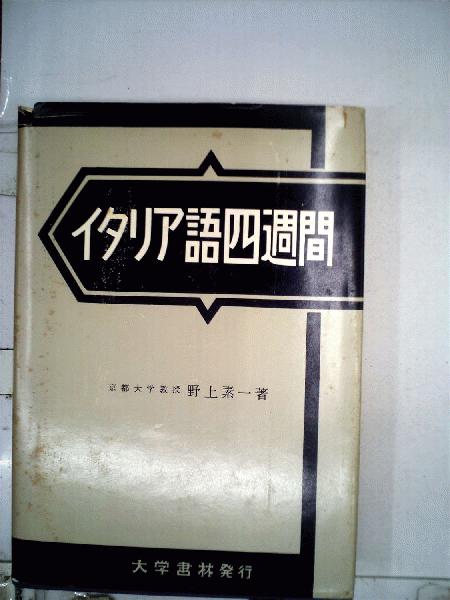 イタリア語四週間
京都大学教授 野上素一著
大学書林発行